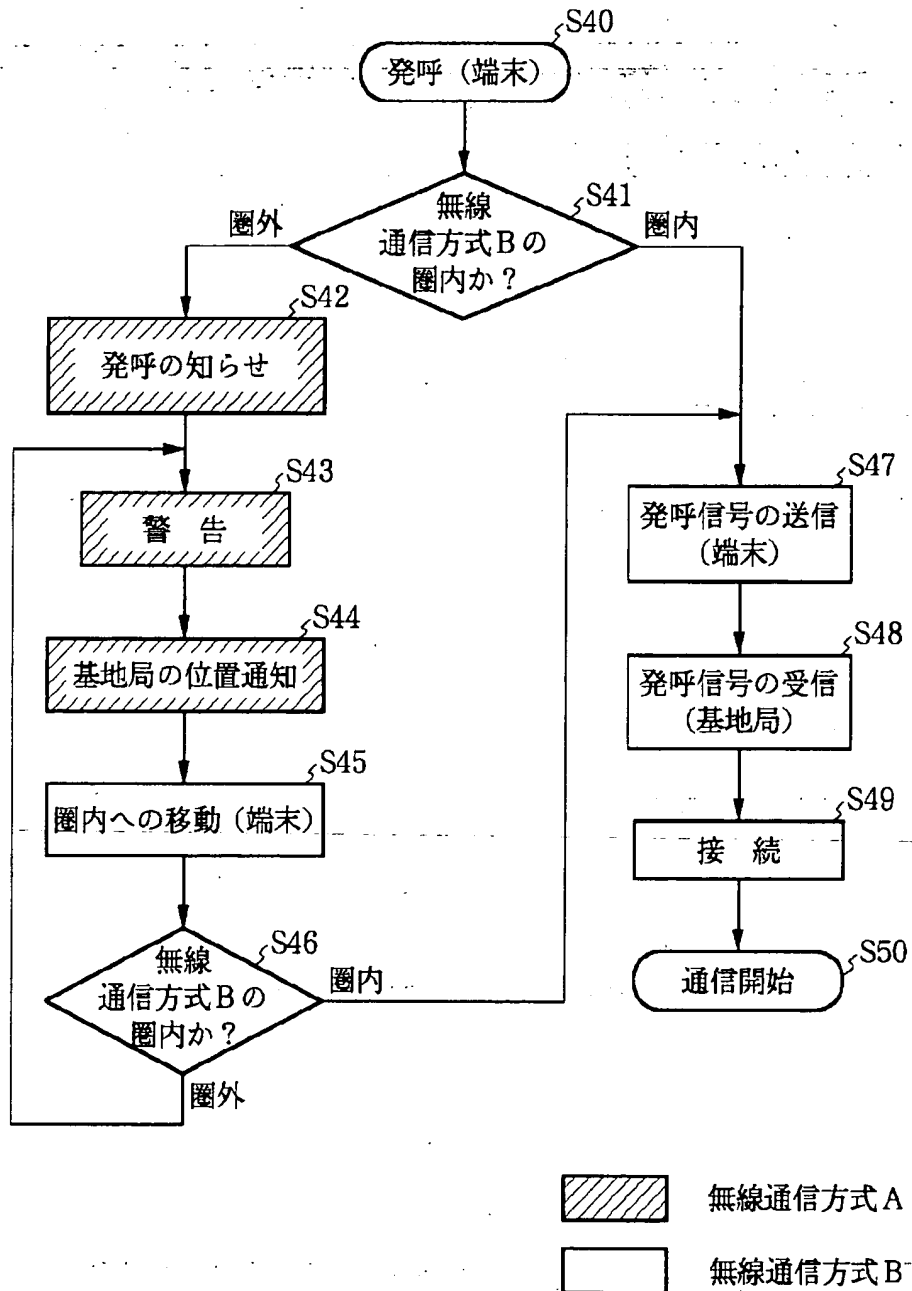 S40
発呼（端末）
S41
無線
通信方式Bの
圏内か？
圏外
圏内
S42
発呼の知らせ
S43
警　告
S44
基地局の位置通知
S45
圏内への移動（端末）
S46
無線
通信方式Bの
圏内か？
圏内
圏外
S47
発呼信号の送信
（端末）
S48
発呼信号の受信
（基地局）
S49
接　続
S50
通信開始
無線通信方式A
無線通信方式B